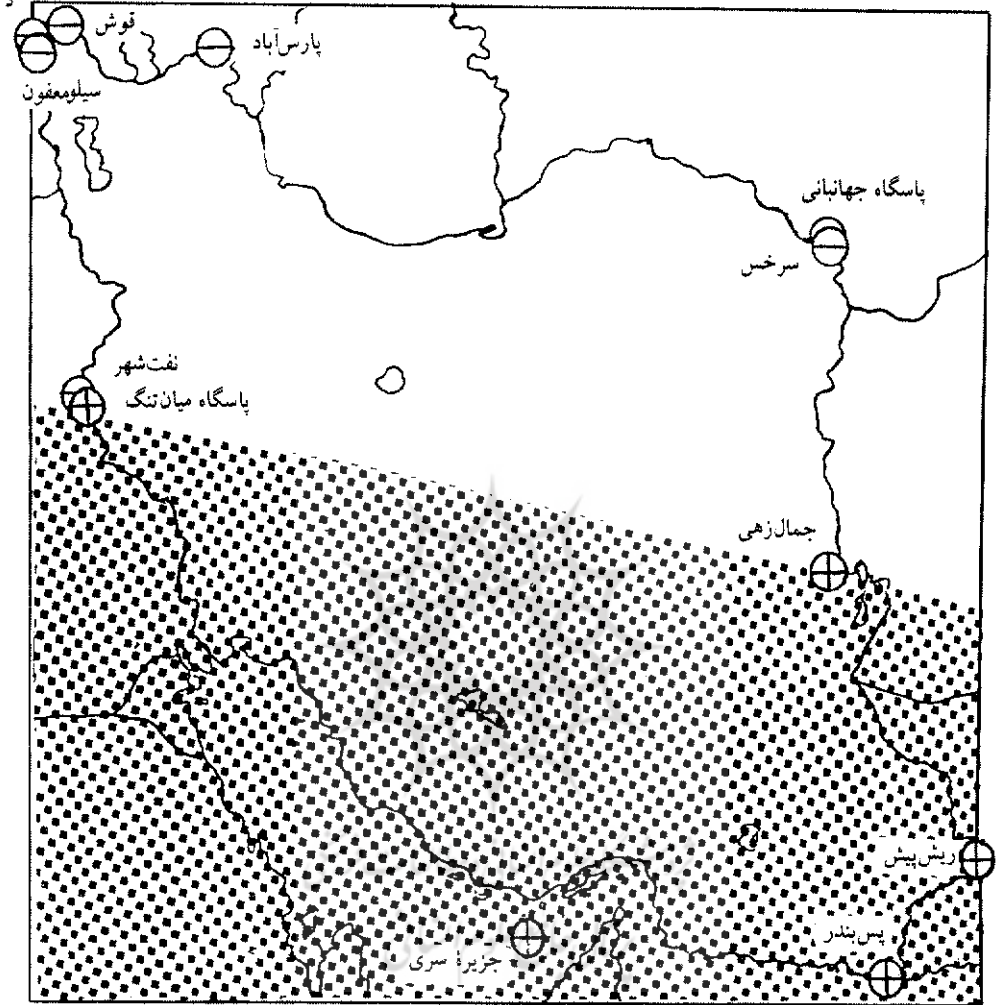 قوش
پارس‌آباد
سیلومعفون
پاسگاه جهانبانی
سرخس
نفت‌شهر
پاسگاه میان‌تنگ
جمال‌زهی
ریش‌پیش
پس‌بندر
جزیرهٔ سری